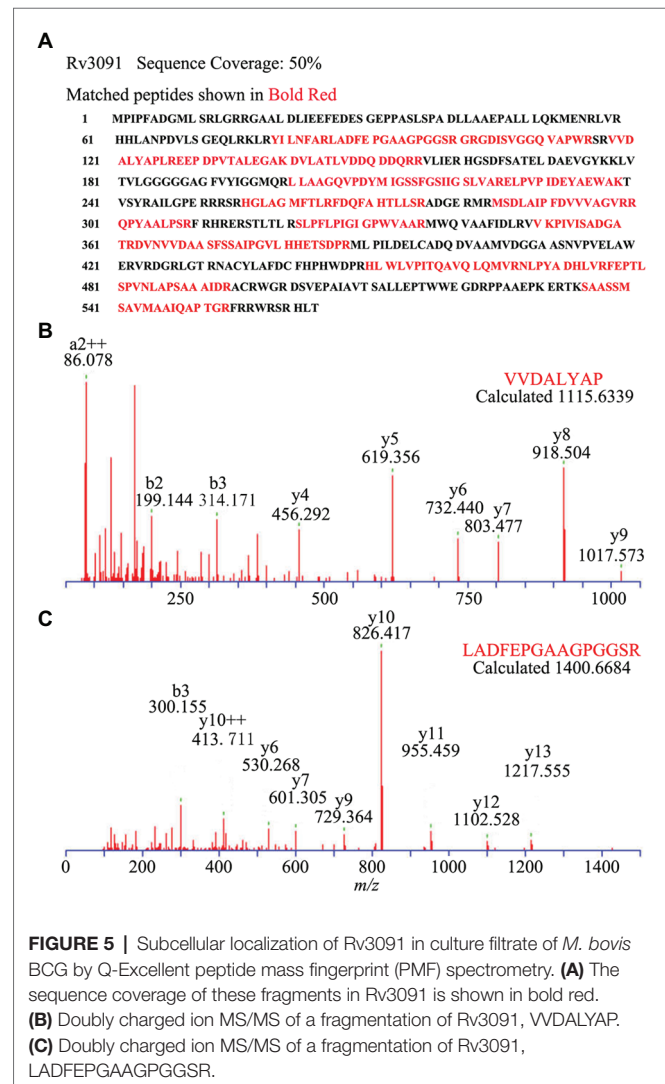 A
Rv3091 Sequence Coverage: 50%
Matched peptides shown in Bold Red
1 MPIPFADGML SRLGRRGAAL DLIEEFEDES GEPPASLSPA DLLAAEPALL LQKMENRLVR
61 HHLANPDVLS GEQLRKLRYI LNFARLADFE PGAAGPGGSR GRGDISVGGQ VAPWRSRVVD
121 ALYAPLREEP DPVTALEGAK DVLATLVDDQ DDQRRVLIER HGSDFSATEL DAEVGYKKLV
181 TVLGGGGGAG FVYIGGMQRL LAAGQVPDYM IGSSFGSIIG SLVARELPVP IDEYAEWAKT
241 VSYRAILGPE RRRSRHGLAG MFTLRFDQFA HTLLSRADGE RMRMSDLAIP FDVVVAGVRR
301 QPYAALPSRF RHRERSTLTL RSLPFLPIGI GPWVAARMWQ VAAFIDLRVV KPIVISADGA
361 TRDVNVVDAA SFSSAIPGVL HHETSDPRML PILDELCADQ DVAAMVDGGA ASNVPVELAW
421 ERVRDGRLGT RNACYLAFDC FHPHWDPRHL WLVPITQAVQ LQMVRNLPYA DHLVRFEPTL
481 SPVNLAPSAA AIDRACRWGR DSVEPAIAVT SALLEPTWWE GDRPPAAEPK ERTKSAASSM
541 SAVMAAIQAP TGRFRRWRSR HLT
B
a2++
86.078
b2
199.144
b3
314.171
y4
456.292
y5
619.356
y6
732.440
y7
803.477
y8
918.504
y9
1017.573
VVDALYAP
Calculated 1115.6339
250 500 750 1000
C
b3
300.155
y10++
413.711
y6
530.268
y7
601.305
y9
729.364
y10
826.417
y11
955.459
y12
1102.528
y13
1217.555
LADFEPGAAGPGGSR
Calculated 1400.6684
0 200 400 600 800 1000 1200 1400
m/z
FIGURE 5 | Subcellular localization of Rv3091 in culture filtrate of M. bovis
BCG by Q-Excellent peptide mass fingerprint (PMF) spectrometry. (A) The
sequence coverage of these fragments in Rv3091 is shown in bold red.
(B) Doubly charged ion MS/MS of a fragmentation of Rv3091, VVDALYAP.
(C) Doubly charged ion MS/MS of a fragmentation of Rv3091,
LADFEPGAAGPGGSR.